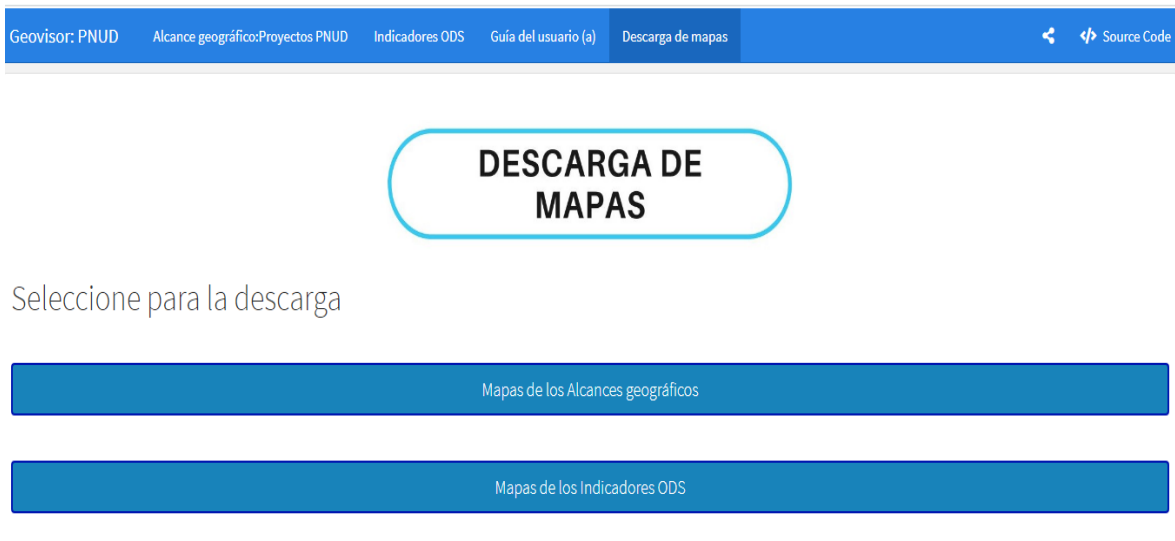 Geovisor: PNUD Alcance geográfico:Proyectos PNUD Indicadores ODS Guía del usuario (a) Descarga de mapas Source Code
DESCARGA DE
MAPAS
Seleccione para la descarga
Mapas de los Alcances geográficos
Mapas de los Indicadores ODS